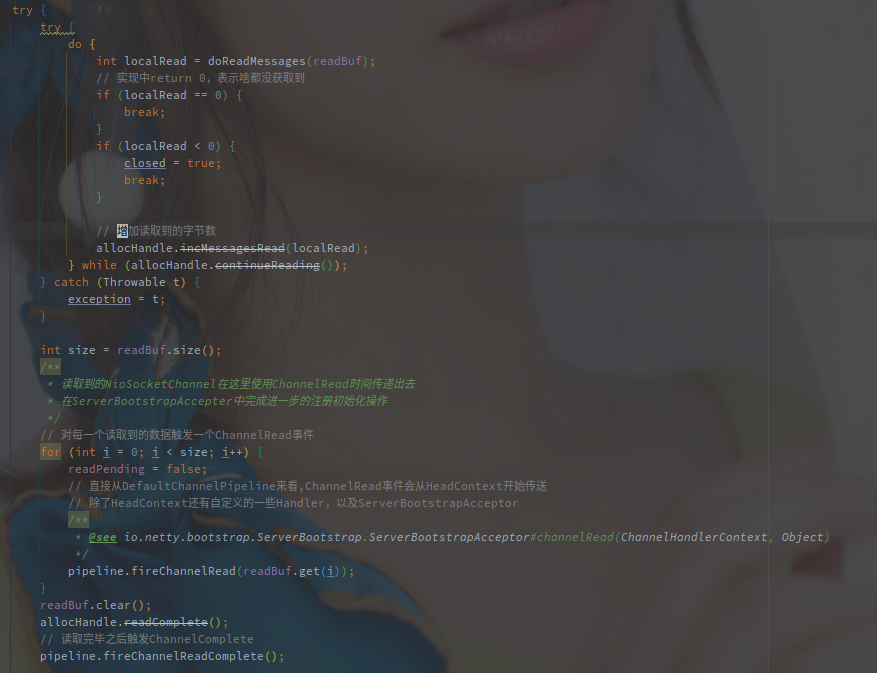 try {
try {
do {
int localRead = doReadMessages(readBuf);
// 实现中return 0，表示啥都没获取到
if (localRead == 0) {
break;
}
if (localRead < 0) {
closed = true;
break;
}
// 增加读取到的字节数
allocHandle.incMessagesRead(localRead);
} while (allocHandle.continueReading());
} catch (Throwable t) {
exception = t;
}
int size = readBuf.size();
/**
* 读取到的NioSocketChannel在这里使用ChannelRead时间传递出去
* 在ServerBootstrapAccepter中完成进一步的注册初始化操作
*/
// 对每一个读取到的数据触发一个ChannelRead事件
for (int i = 0; i < size; i++) {
readPending = false;
// 直接从DefaultChannelPipeline来看,ChannelRead事件会从HeadContext开始传送
// 除了HeadContext还有自定义的一些Handler，以及ServerBootstrapAcceptor
/**
* @see io.netty.bootstrap.ServerBootstrap.ServerBootstrapAcceptor#channelRead(ChannelHandlerContext, Object)
*/
pipeline.fireChannelRead(readBuf.get(i));
}
readBuf.clear();
allocHandle.readComplete();
// 读取完毕之后触发ChannelComplete
pipeline.fireChannelReadComplete();